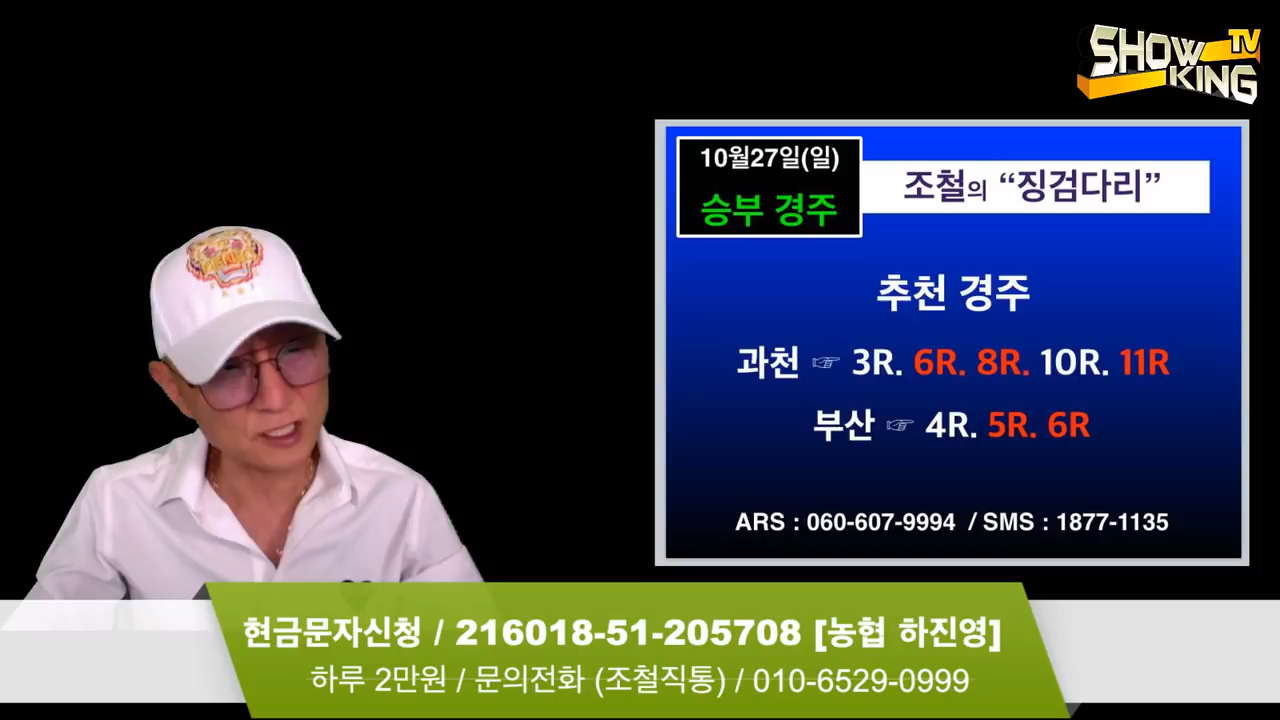 SHOW TV
KING
10월27일(일)
승부 경주
조철의 “징검다리”
추천 경주
과천 ☞ 3R. 6R. 8R. 10R. 11R
부산 ☞ 4R. 5R. 6R
ARS : 060-607-9994 / SMS : 1877-1135
현금문자신청 / 216018-51-205708 [농협 하진영]
하루 2만원 / 문의전화 (조철직통) / 010-6529-0999